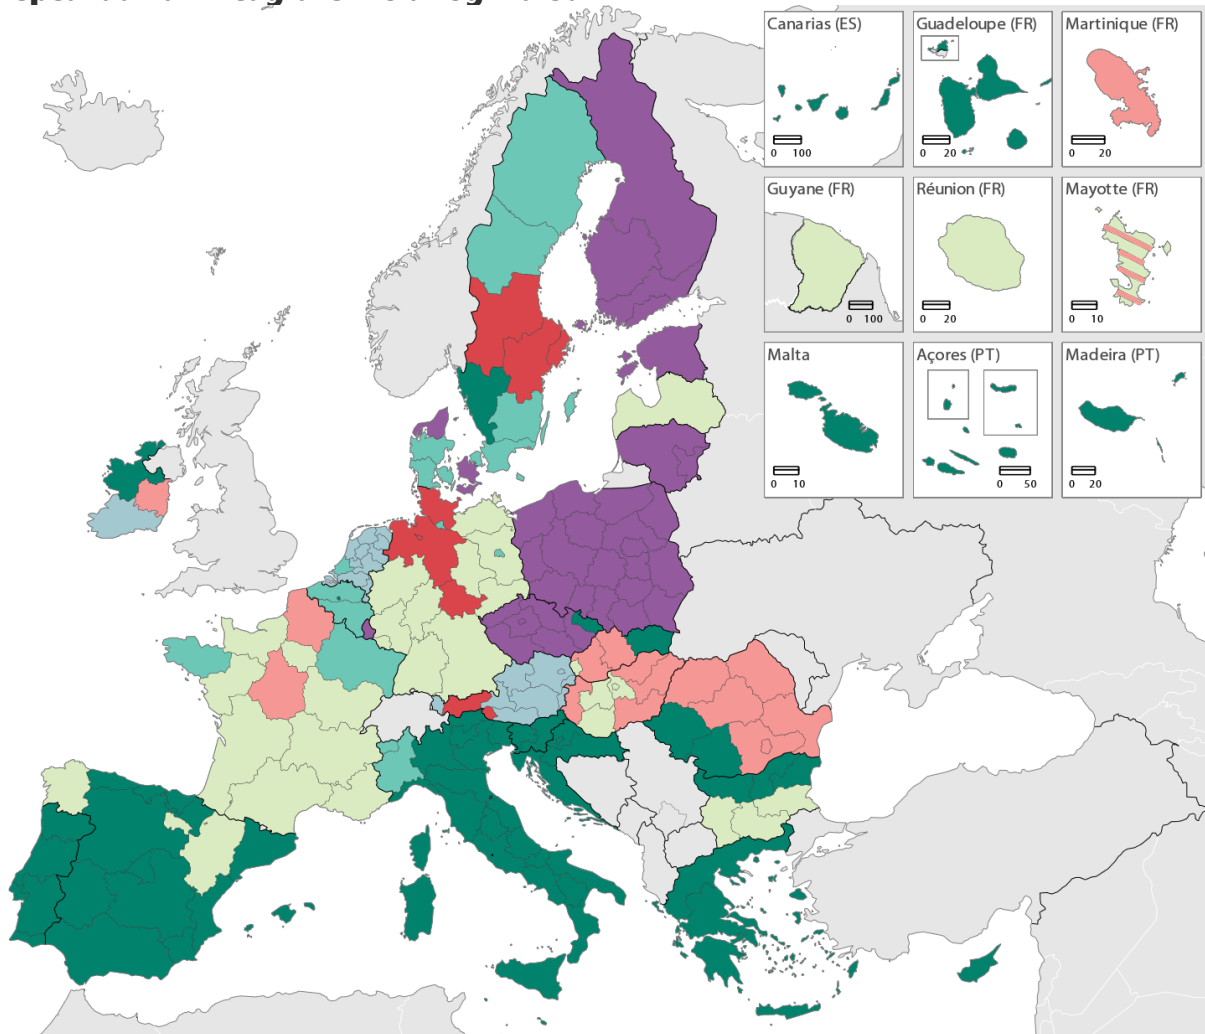 Canarias (ES)
0 100
Guadeloupe (FR)
0 20
Martinique (FR)
0 20
Guyane (FR)
0 100
Réunion (FR)
0 20
Mayotte (FR)
0 10
Malta
0 10
Açores (PT)
0 50
Madeira (PT)
0 20